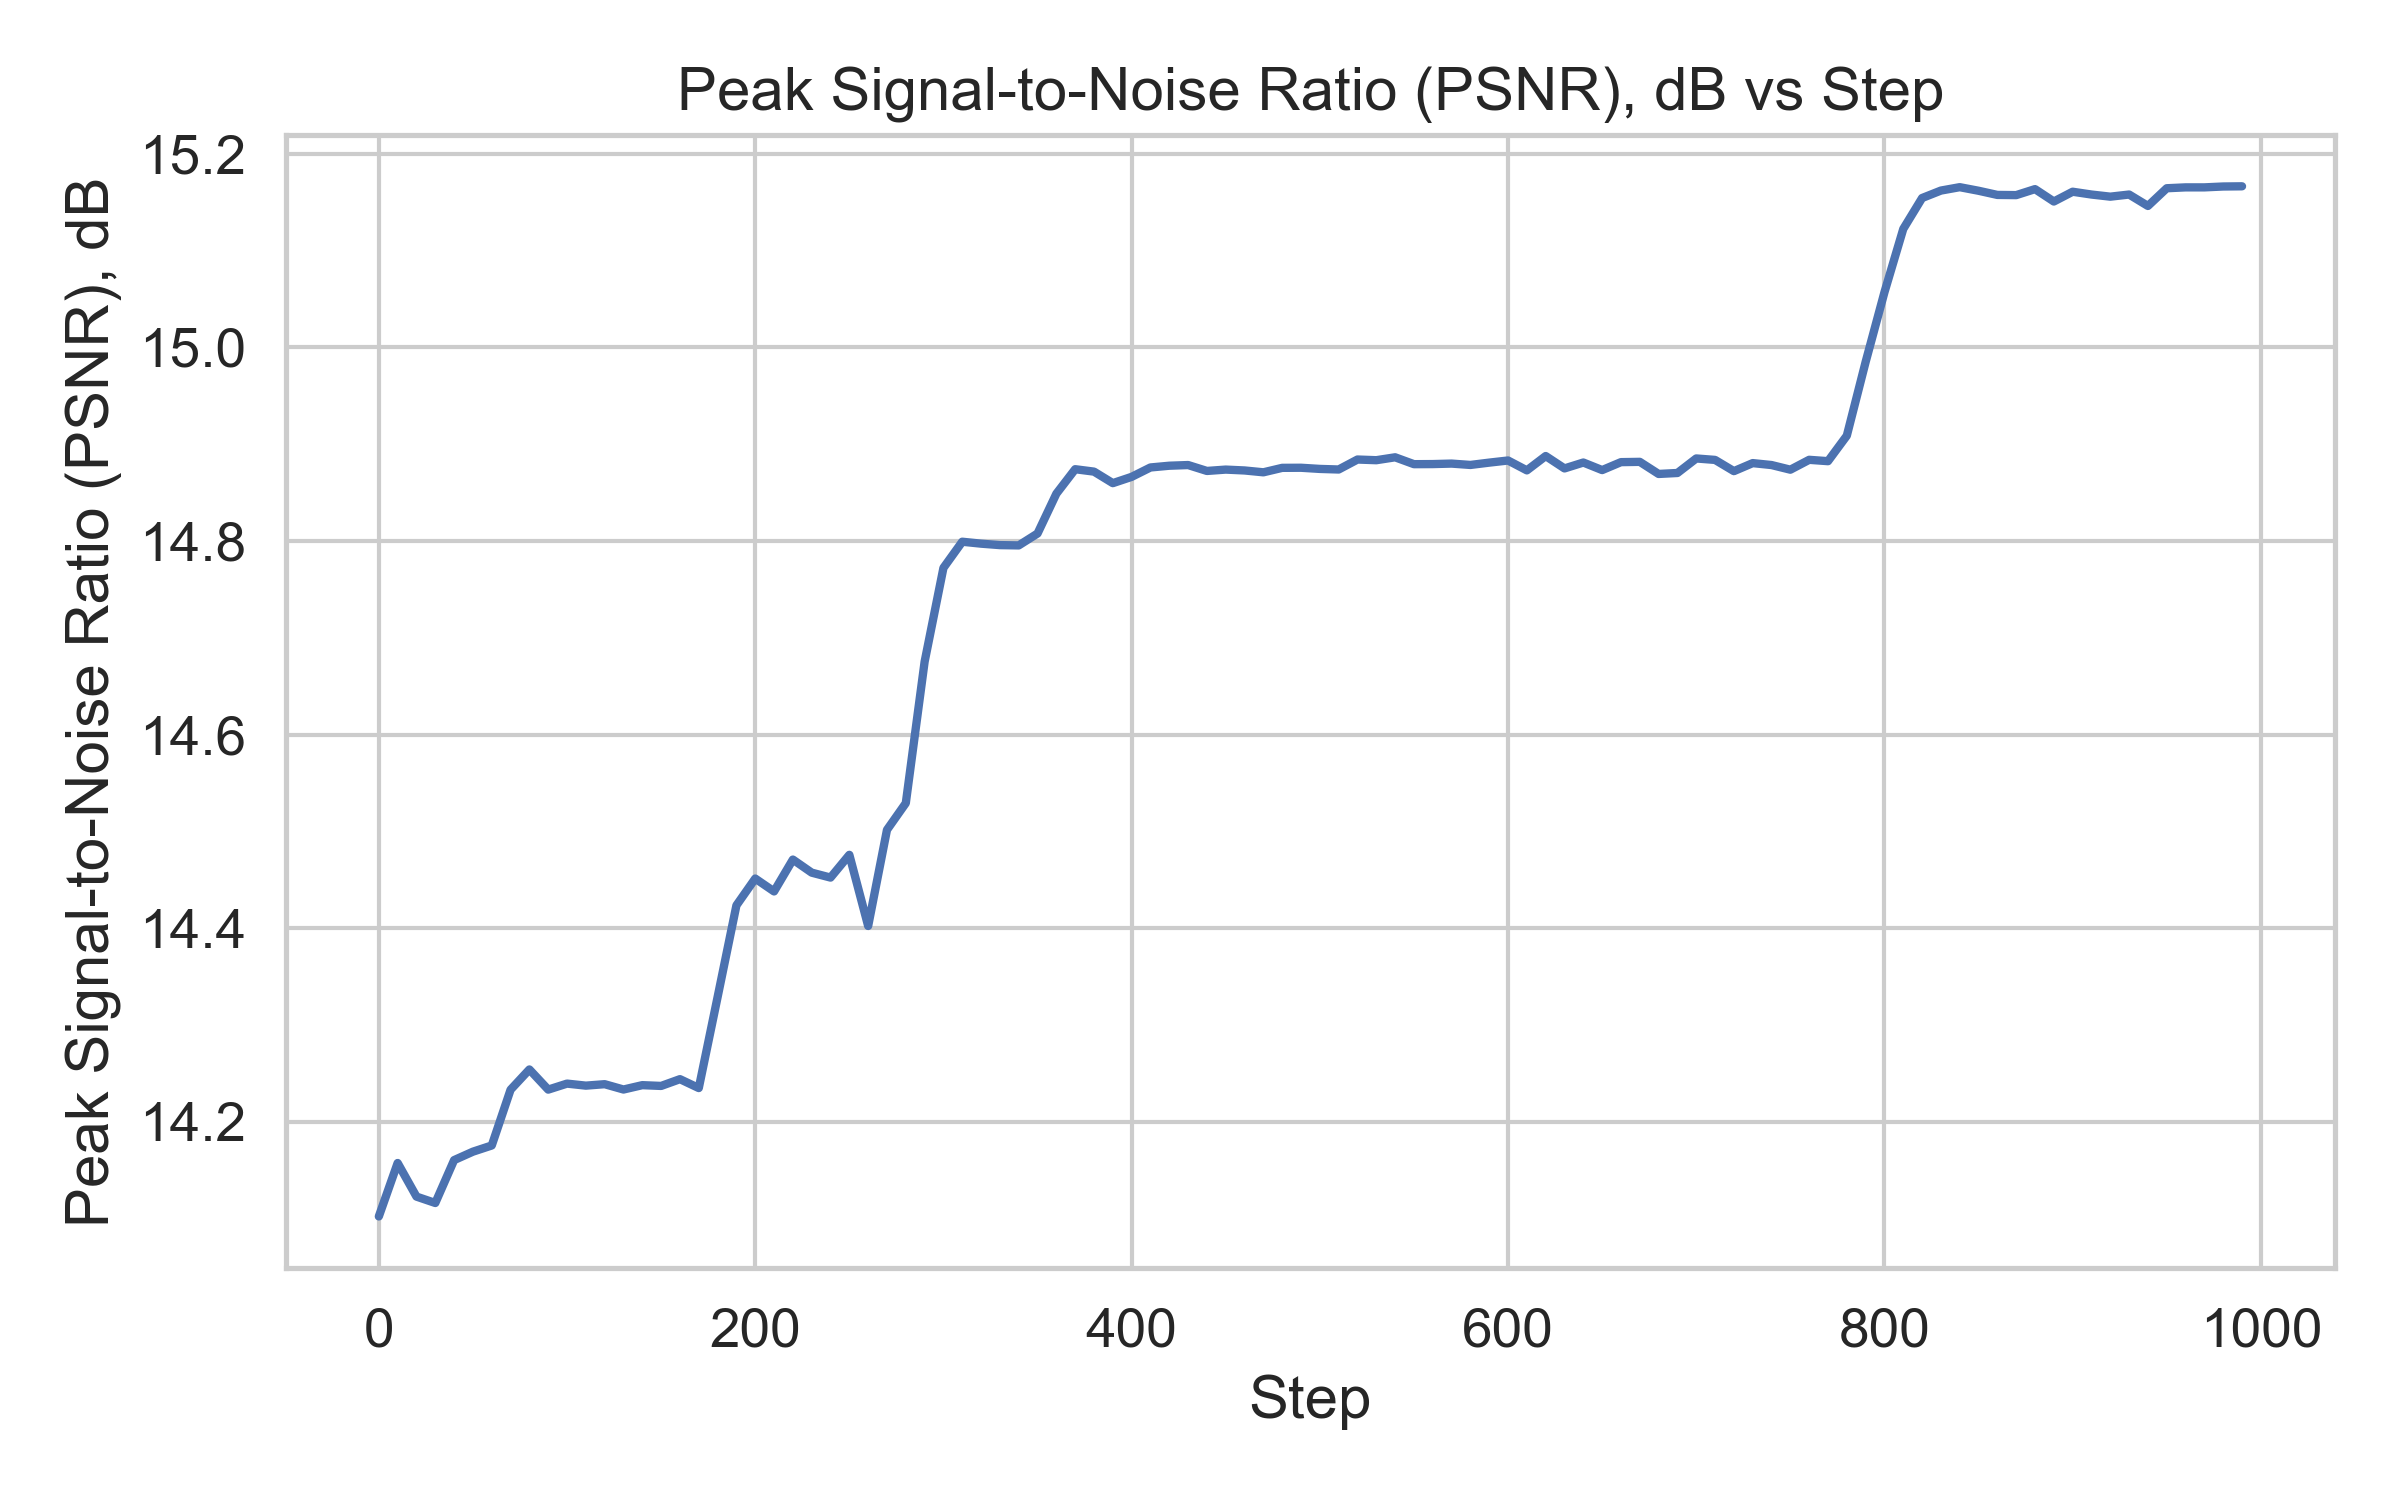 Peak Signal-to-Noise Ratio (PSNR), dB vs Step
Peak Signal-to-Noise Ratio (PSNR), dB
15.2
15.0
14.8
14.6
14.4
14.2
0 200 400 600 800 1000
Step